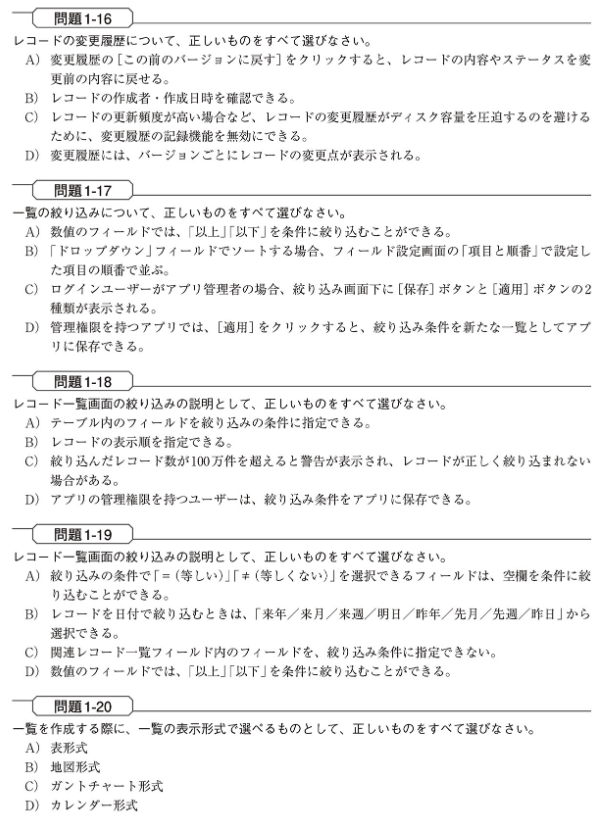 問題1-16
レコードの変更履歴について、正しいものをすべて選びなさい。
A） 変更履歴の［この前のバージョンに戻す］をクリックすると、レコードの内容やステータスを変
更前の内容に戻せる。
B） レコードの作成者・作成日時を確認できる。
C） レコードの更新頻度が高い場合など、レコードの変更履歴がディスク容量を圧迫するのを避ける
ために、変更履歴の記録機能を無効にできる。
D） 変更履歴には、バージョンごとにレコードの変更点が表示される。
問題1-17
一覧の絞り込みについて、正しいものをすべて選びなさい。
A） 数値のフィールドでは、「以上」「以下」を条件に絞り込むことができる。
B） 「ドロップダウン」フィールドでソートする場合、フィールド設定画面の「項目と順番」で設定し
た項目の順番で並ぶ。
C） ログインユーザーがアプリ管理者の場合、絞り込み画面下に［保存］ボタンと［適用］ボタンの2
種類が表示される。
D） 管理権限を持つアプリでは、［適用］をクリックすると、絞り込み条件を新たな一覧としてアプ
リに保存できる。
問題1-18
レコード一覧画面の絞り込みの説明として、正しいものをすべて選びなさい。
A） テーブル内のフィールドを絞り込みの条件に指定できる。
B） レコードの表示順を指定できる。
C） 絞り込んだレコード数が100万件を超えると警告が表示され、レコードが正しく絞り込まれない
場合がある。
D） アプリの管理権限を持つユーザーは、絞り込み条件をアプリに保存できる。
問題1-19
レコード一覧画面の絞り込みの説明として、正しいものをすべて選びなさい。
A） 絞り込みの条件で「＝（等しい）」「≠（等しくない）」を選択できるフィールドは、空欄を条件に絞
り込むことができる。
B） レコードを日付で絞り込むときは、「来年／来月／来週／明日／昨年／先月／先週／昨日」から
選択できる。
C） 関連レコード一覧フィールド内のフィールドを、絞り込み条件に指定できない。
D） 数値のフィールドでは、「以上」「以下」を条件に絞り込むことができる。
問題1-20
一覧を作成する際に、一覧の表示形式で選べるものとして、正しいものをすべて選びなさい。
A） 表形式
B） 地図形式
C） ガントチャート形式
D） カレンダー形式